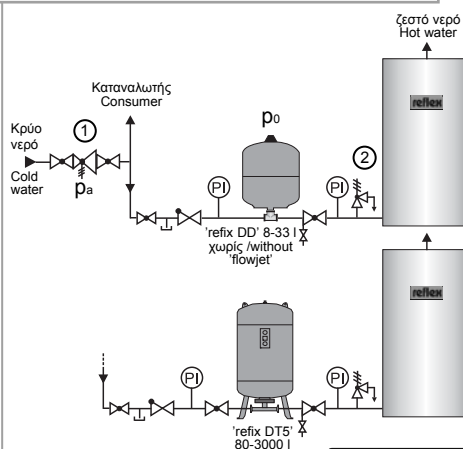 ζεστό νερό
Hot water
Καταναλωτής
Consumer
reflex
p₀
Κρύο
νερό
1
2
Cold
water
pa
PI
PI
'refix DD' 8-33 l
χωρίς /without
'flowjet'
reflex
PI
PI
'refix DT5'
80-3000 l